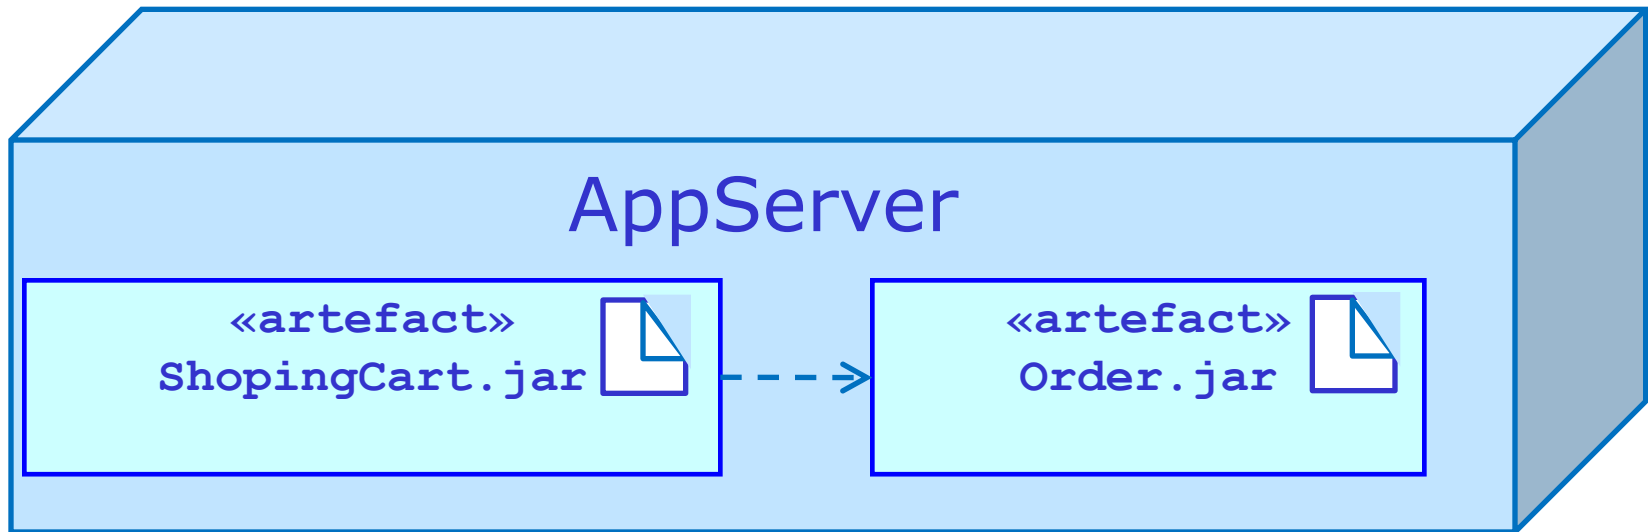 AppServer
«artefact»
ShopingCart.jar
«artefact»
Order.jar